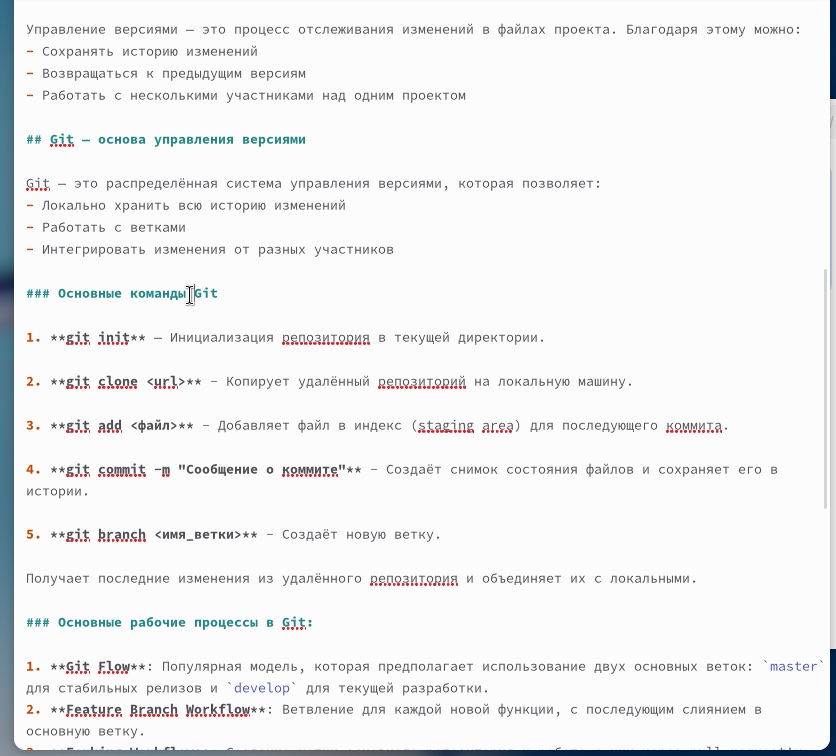 Управление версиями — это процесс отслеживания изменений в файлах проекта. Благодаря этому можно:
- Сохранять историю изменений
- Возвращаться к предыдущим версиям
- Работать с несколькими участниками над одним проектом
## Git — основа управления версиями
Git — это распределённая система управления версиями, которая позволяет:
- Локально хранить всю историю изменений
- Работать с ветками
- Интегрировать изменения от разных участников
### Основные команды Git
1. **git init** — Инициализация репозитория в текущей директории.
2. **git clone <url>** - Копирует удалённый репозиторий на локальную машину.
3. **git add <файл>** - Добавляет файл в индекс (staging area) для последующего коммита.
4. **git commit -m "Сообщение о коммите"** - Создаёт снимок состояния файлов и сохраняет его в
истории.
5. **git branch <имя_ветки>** - Создаёт новую ветку.
Получает последние изменения из удалённого репозитория и объединяет их с локальными.
### Основные рабочие процессы в Git:
1. **Git Flow**: Популярная модель, которая предполагает использование двух основных веток: `master`
для стабильных релизов и `develop` для текущей разработки.
2. **Feature Branch Workflow**: Ветвление для каждой новой функции, с последующим слиянием в
основную ветку.